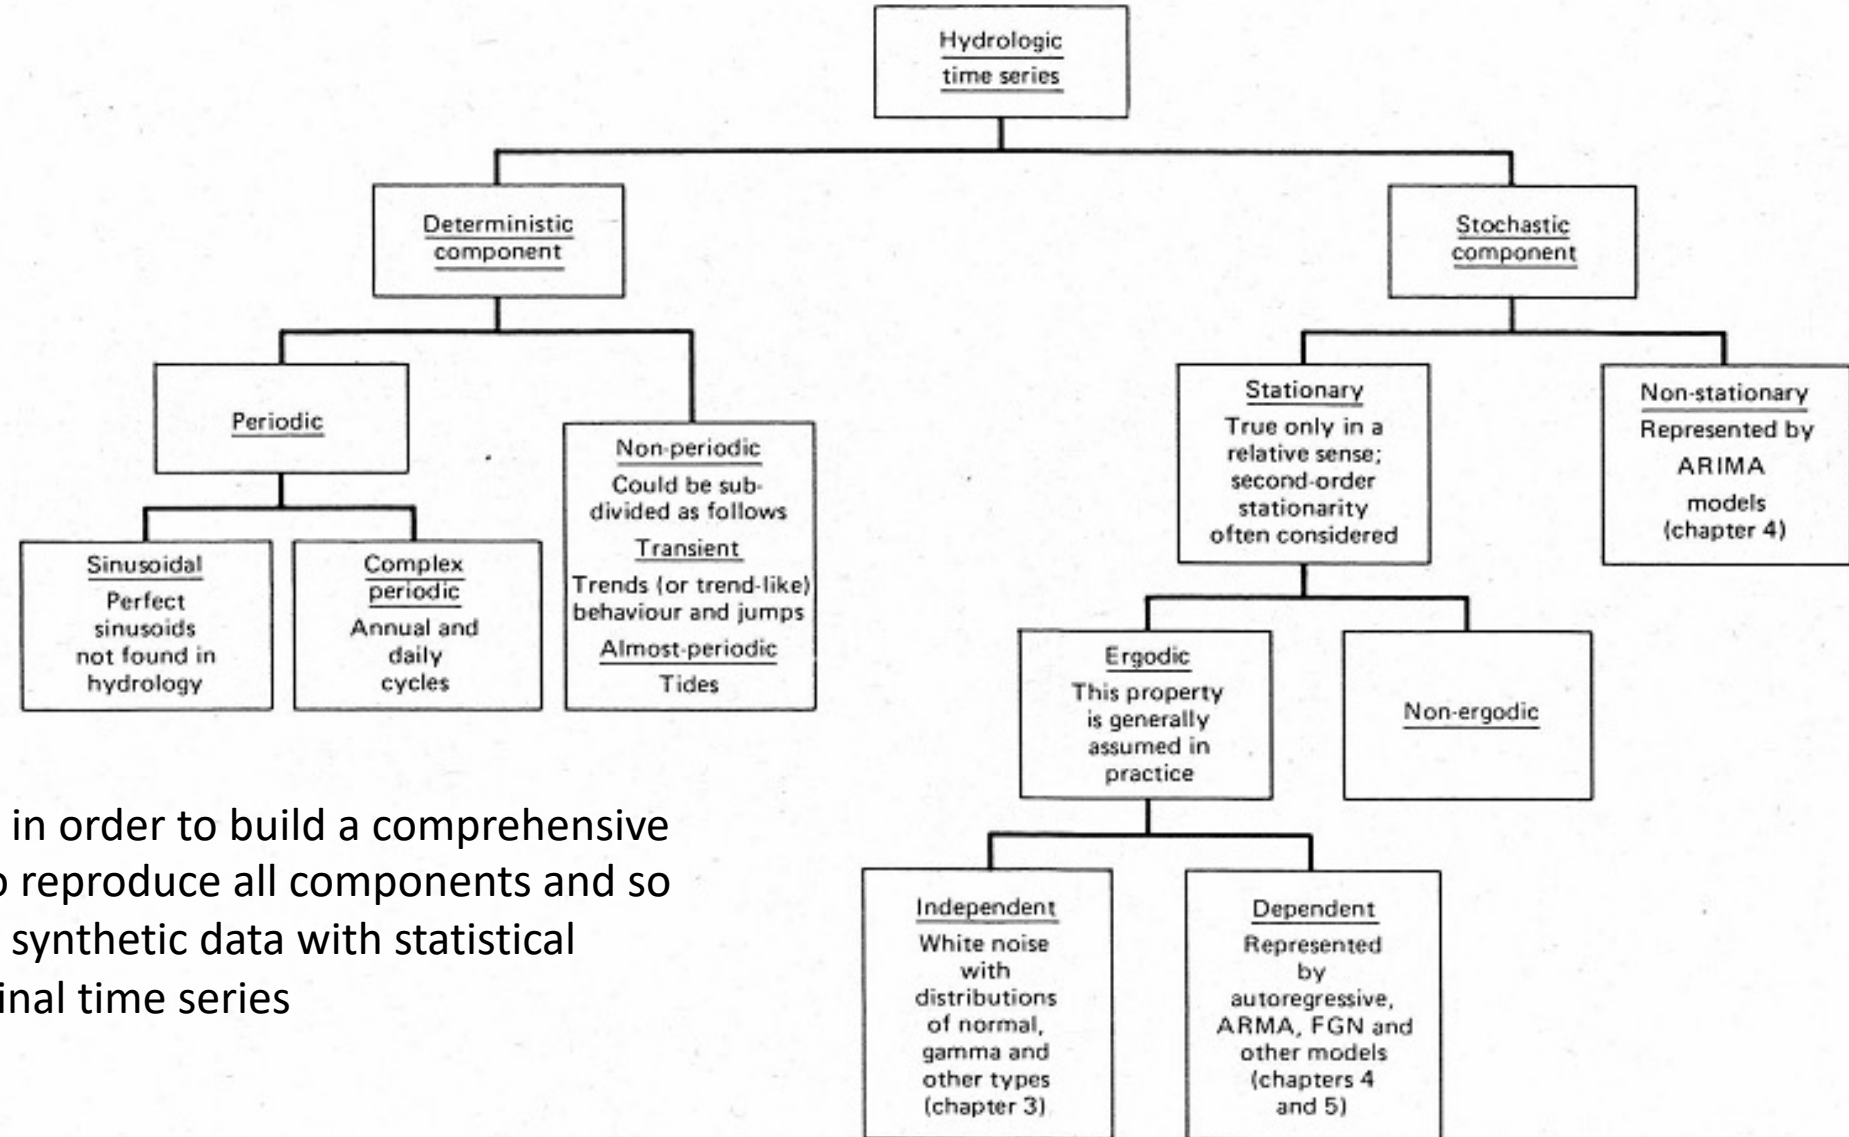 Hydrologic
time series
Deterministic
component
Stochastic
component
Periodic
Non-periodic
Could be sub-
divided as follows
Transient
Trends (or trend-like)
behaviour and jumps
Almost-periodic
Tides
Sinusoidal
Perfect
sinusoids
not found in
hydrology
Complex
periodic
Annual and
daily
cycles
Stationary
True only in a
relative sense;
second-order
stationarity
often considered
Non-stationary
Represented by
ARIMA
models
(chapter 4)
Ergodic
This property
is generally
assumed in
practice
Non-ergodic
Independent
White noise
with
distributions
of normal,
gamma and
other types
(chapter 3)
Dependent
Represented
by
autoregressive,
ARMA, FGN and
other models
(chapters 4
and 5)
in order to build a comprehensive
reproduce all components and so
synthetic data with statistical
time series